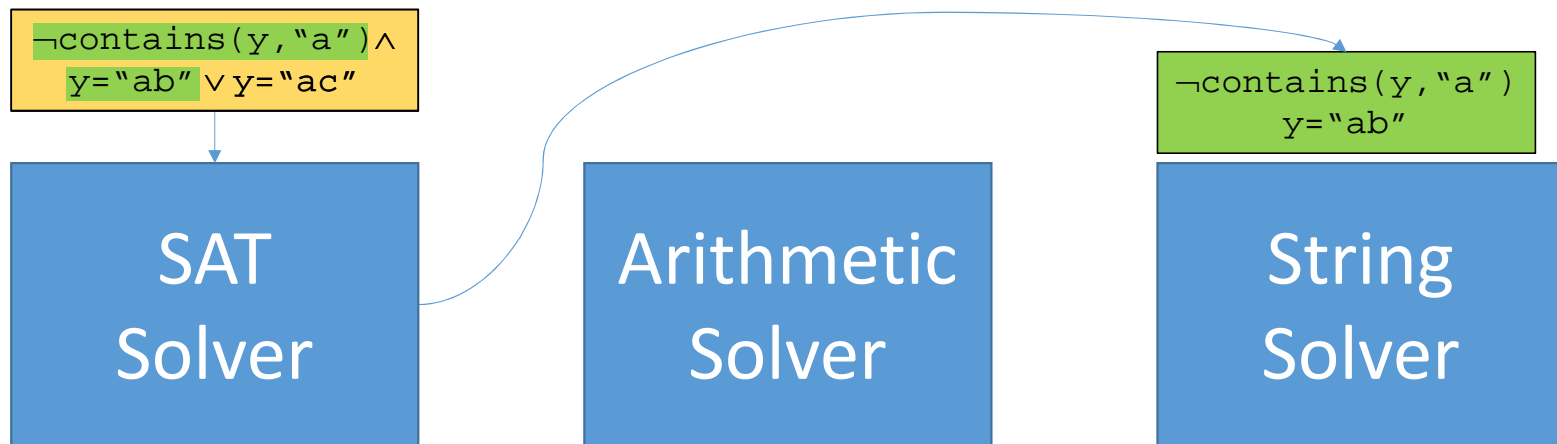 ¬contains(y,“a”)∧
y=“ab” ∨ y=“ac”
¬contains(y,“a”)
y=“ab”
SAT
Solver
Arithmetic
Solver
String
Solver